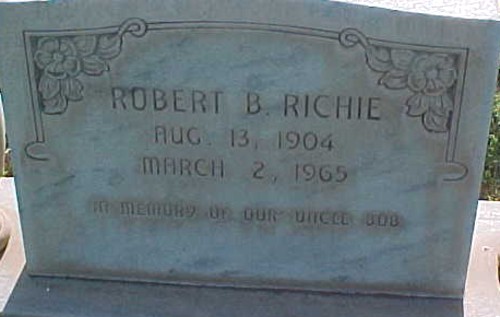 ROBERT B. RICHIE
AUG. 13, 1904
MARCH 2, 1965
IN MEMORY OF OUR UNCLE BOB